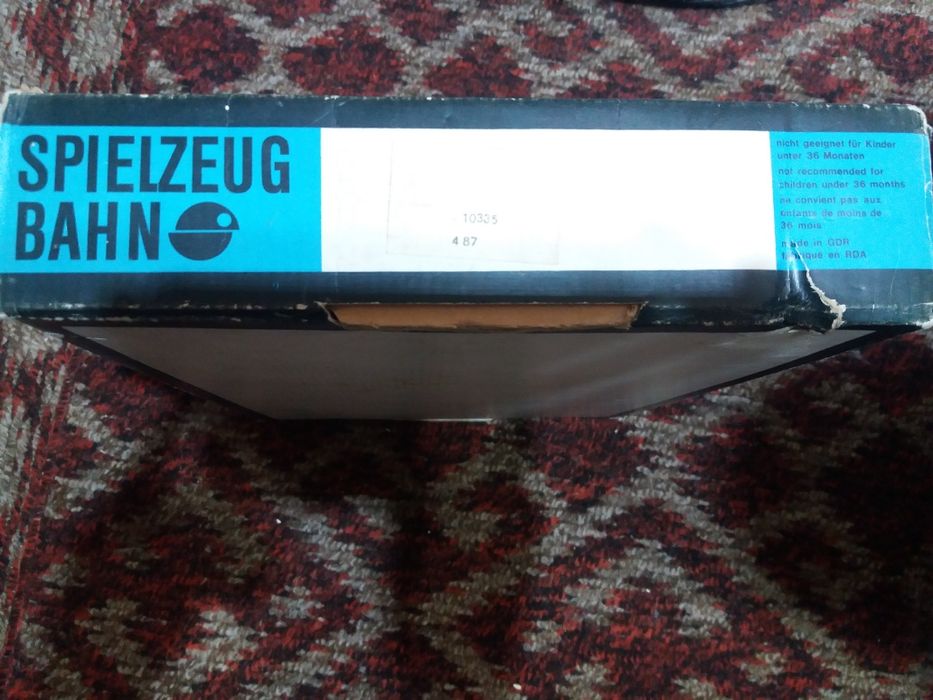 SPIELZEUG
BAHN
10335
4 87
nicht geeignet für Kinder
unter 36 Monaten
not recommended for
children under 36 months
ne convient pas aux
enfants de moins de
36 mois
made in GDR
fabriqué en RDA